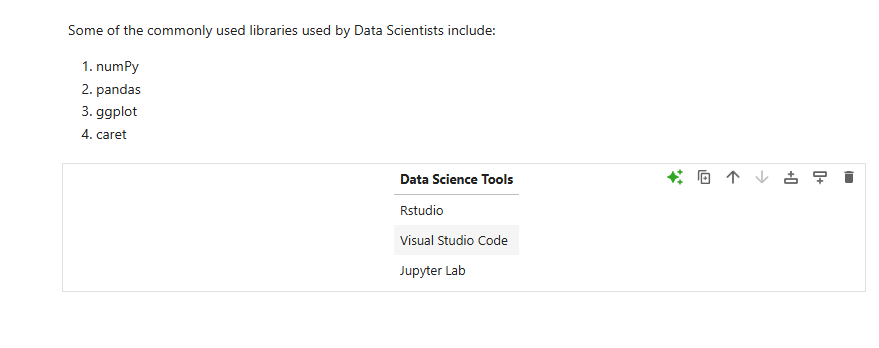 Some of the commonly used libraries used by Data Scientists include:
1. numPy
2. pandas
3. ggplot
4. caret
Data Science Tools
Rstudio
Visual Studio Code
Jupyter Lab